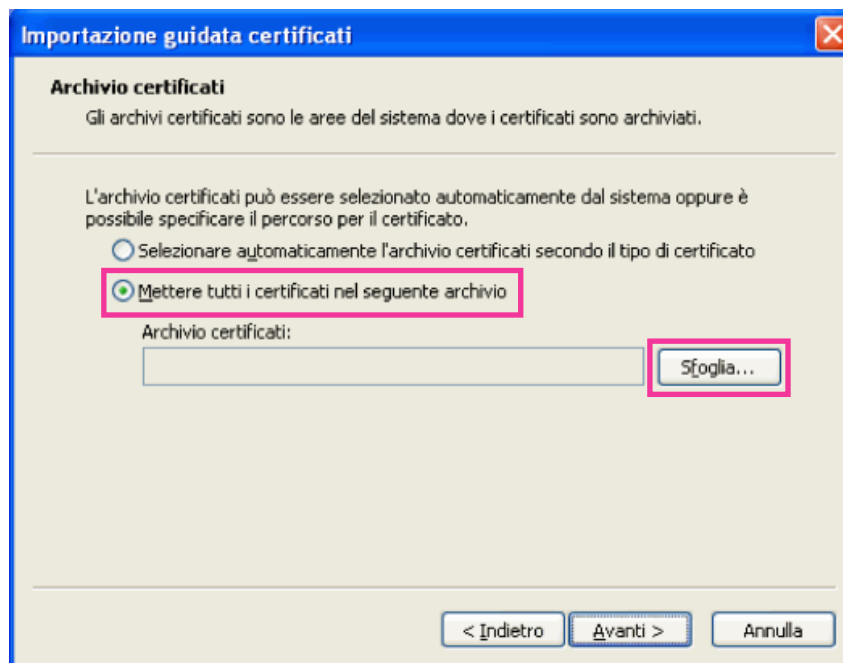 Importazione guidata certificati
Archivio certificati
Gli archivi certificati sono le aree del sistema dove i certificati sono archiviati.
L'archivio certificati può essere selezionato automaticamente dal sistema oppure è
possibile specificare il percorso per il certificato.
Selezionare automaticamente l'archivio certificati secondo il tipo di certificato
Mettere tutti i certificati nel seguente archivio
Archivio certificati:
Sfoglia...
< Indietro Avanti > Annulla